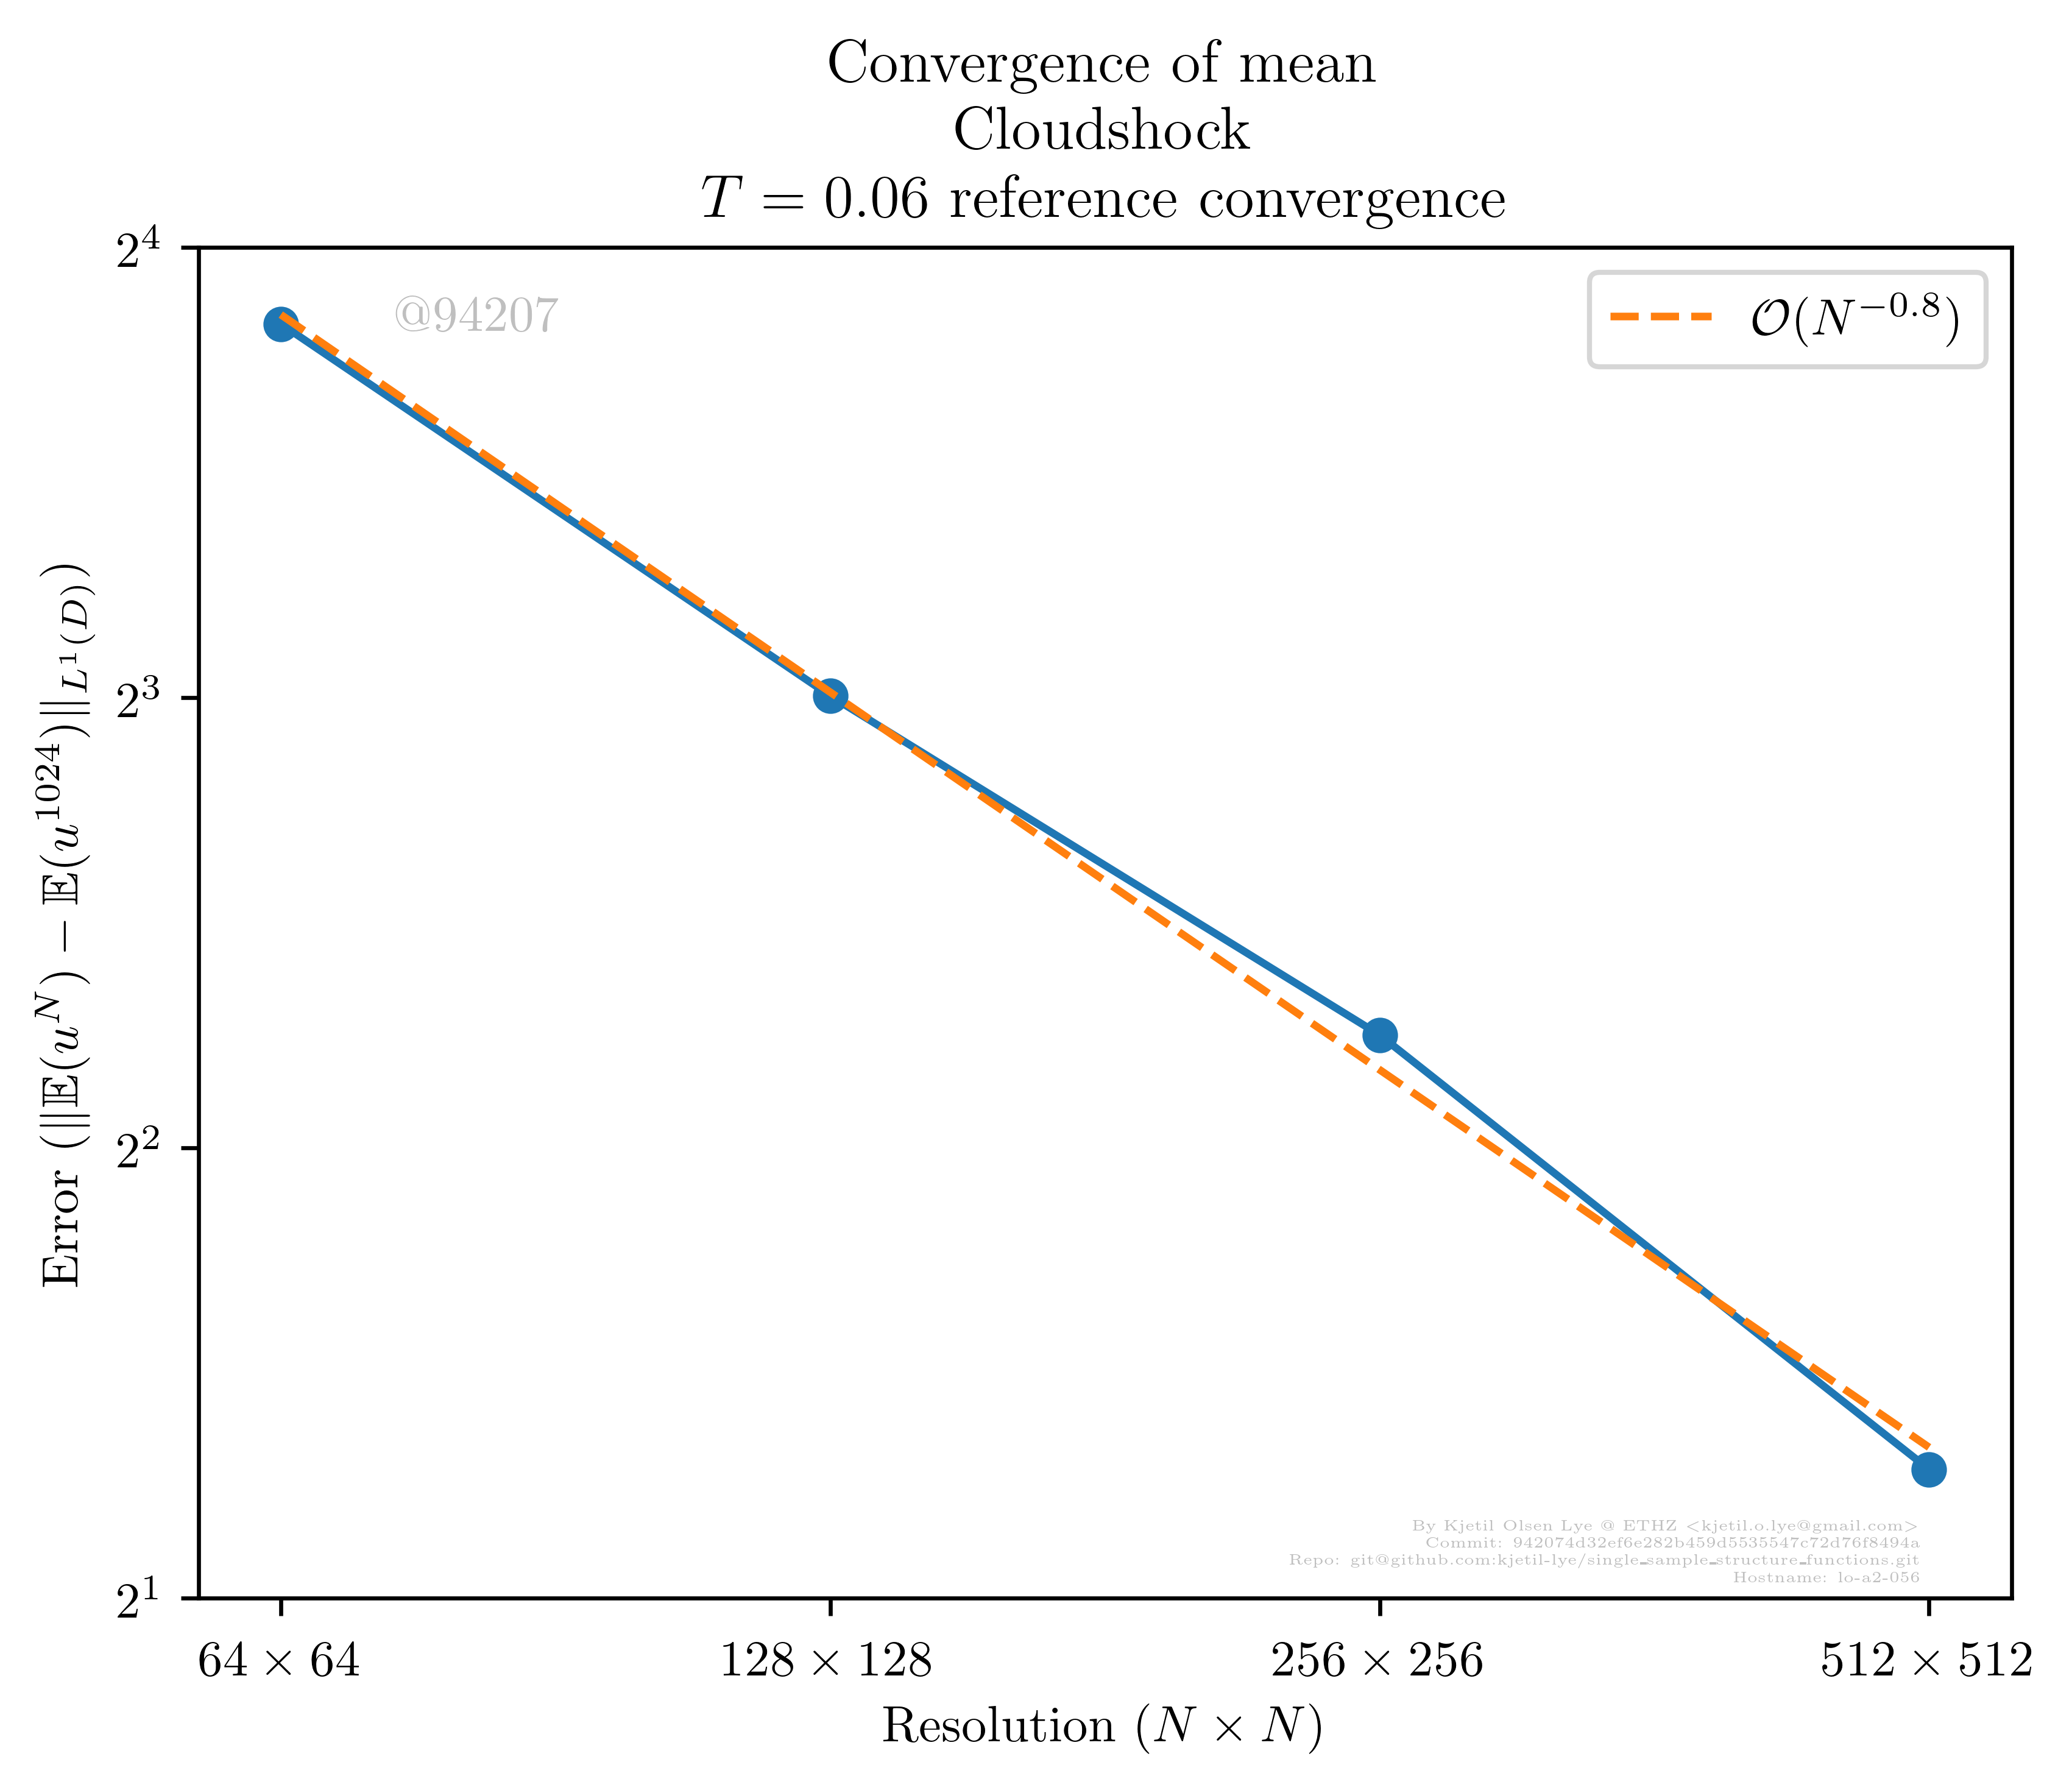 Convergence of mean
Cloudshock
T = 0.06 reference convergence
2^4
@94207
O(N^{-0.8})
2^3
2^2
2^1
Error (||𝔼(u^N) − 𝔼(u^{1024})||_{L^1(D)})
By Kjetil Olsen Lye @ ETHZ <kjetil.o.lye@gmail.com>
Commit: 942074d32ef6e282b459d5535547c72d76f8494a
Repo: git@github.com:kjetil-lye/single_sample_structure_functions.git
Hostname: lo-a2-056
64 × 64 128 × 128 256 × 256 512 × 512
Resolution (N × N)